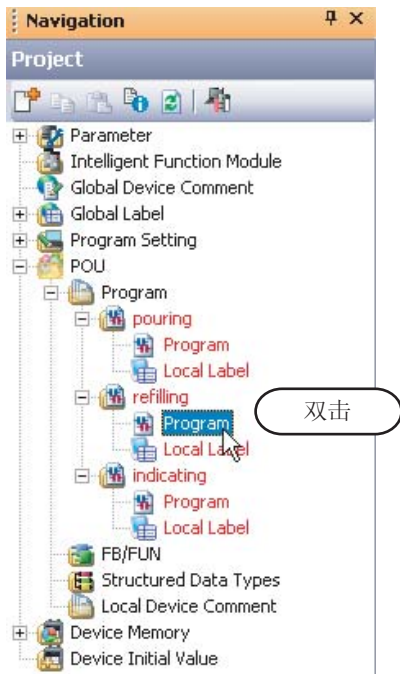 Navigation
Project
Parameter
Intelligent Function Module
Global Device Comment
Global Label
Program Setting
POU
Program
pouring
Program
Local Label
refilling
Program
双击
Local Label
indicating
Program
Local Label
FB/FUN
Structured Data Types
Local Device Comment
Device Memory
Device Initial Value